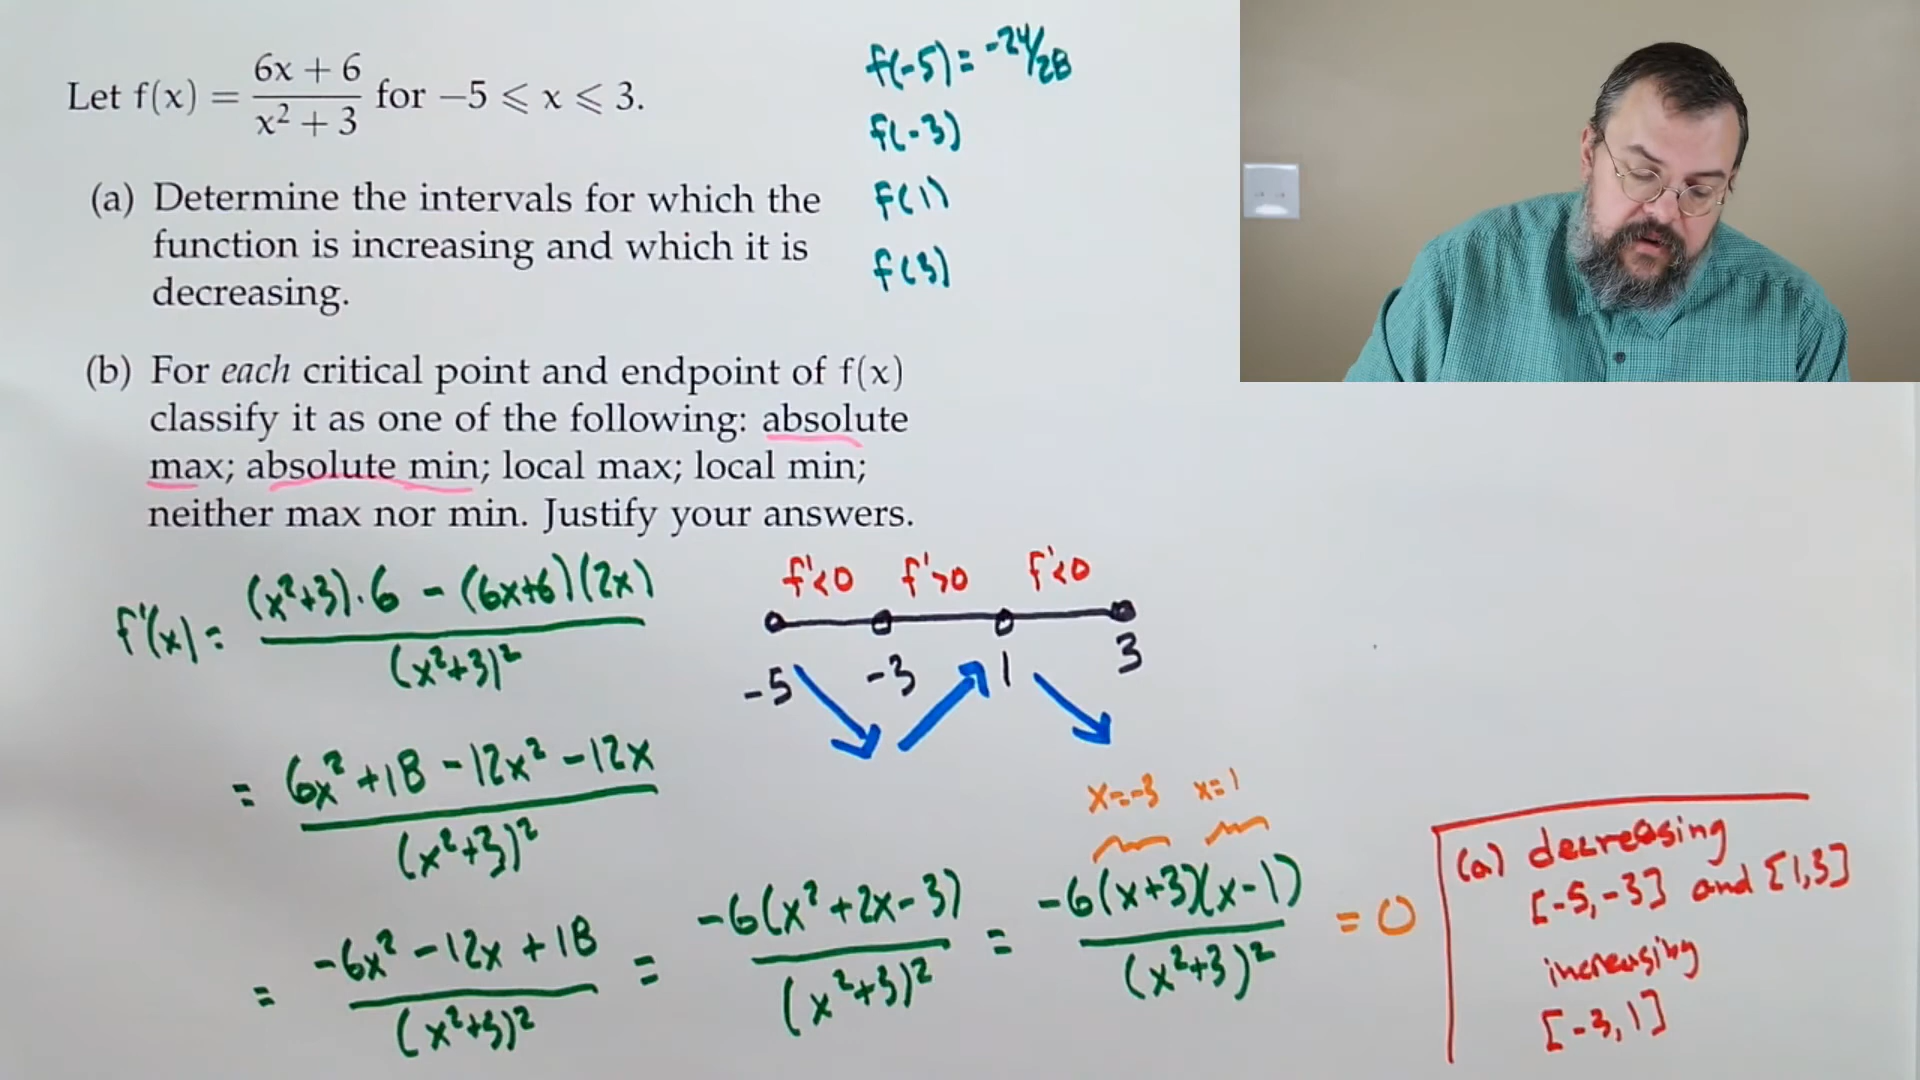 Let f(x) = (6x + 6)/(x² + 3) for −5 ⩽ x ⩽ 3.
(a) Determine the intervals for which the
function is increasing and which it is
decreasing.
(b) For each critical point and endpoint of f(x)
classify it as one of the following: absolute
max; absolute min; local max; local min;
neither max nor min. Justify your answers.
f(-5) = -24/28
f(-3)
f(1)
f(3)
f'(x) = ((x²+3)·6 - (6x+6)(2x))/(x²+3)²
= (6x²+18-12x²-12x)/(x²+3)²
= (-6x²-12x+18)/(x²+3)² = -6(x²+2x-3)/(x²+3)² = -6(x+3)(x-1)/(x²+3)² = 0
x=-3 x=1
f'<0 f'>0 f'<0
-5 -3 1 3
(a) decreasing
[-5,-3] and [1,3]
increasing
[-3,1]